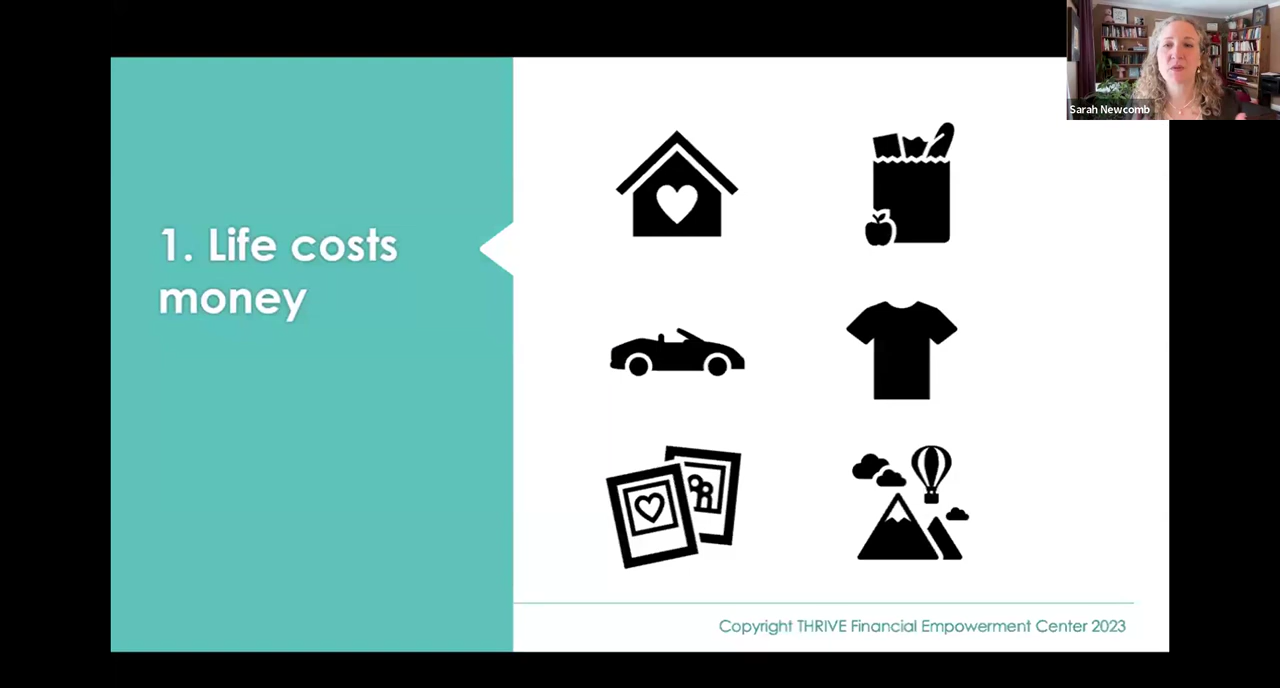 Sarah Newcomb
1. Life costs
money
Copyright THRIVE Financial Empowerment Center 2023